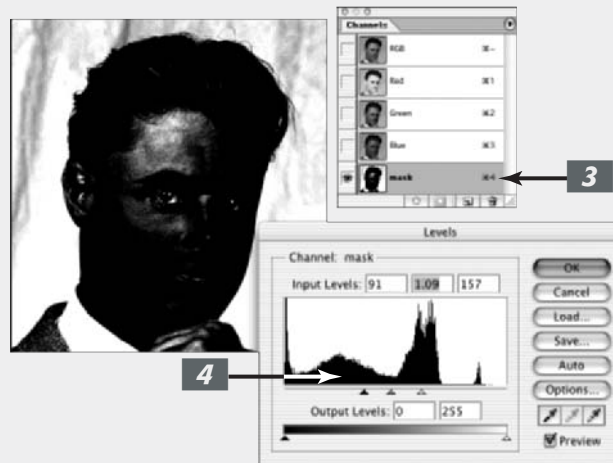 Channels
RGB ⌘~
Red ⌘1
Green ⌘2
Blue ⌘3
mask ⌘4
3
Levels
Channel: mask
Input Levels: 91 1.09 157
OK
Cancel
Load...
Save...
Auto
Options...
Preview
4
Output Levels: 0 255